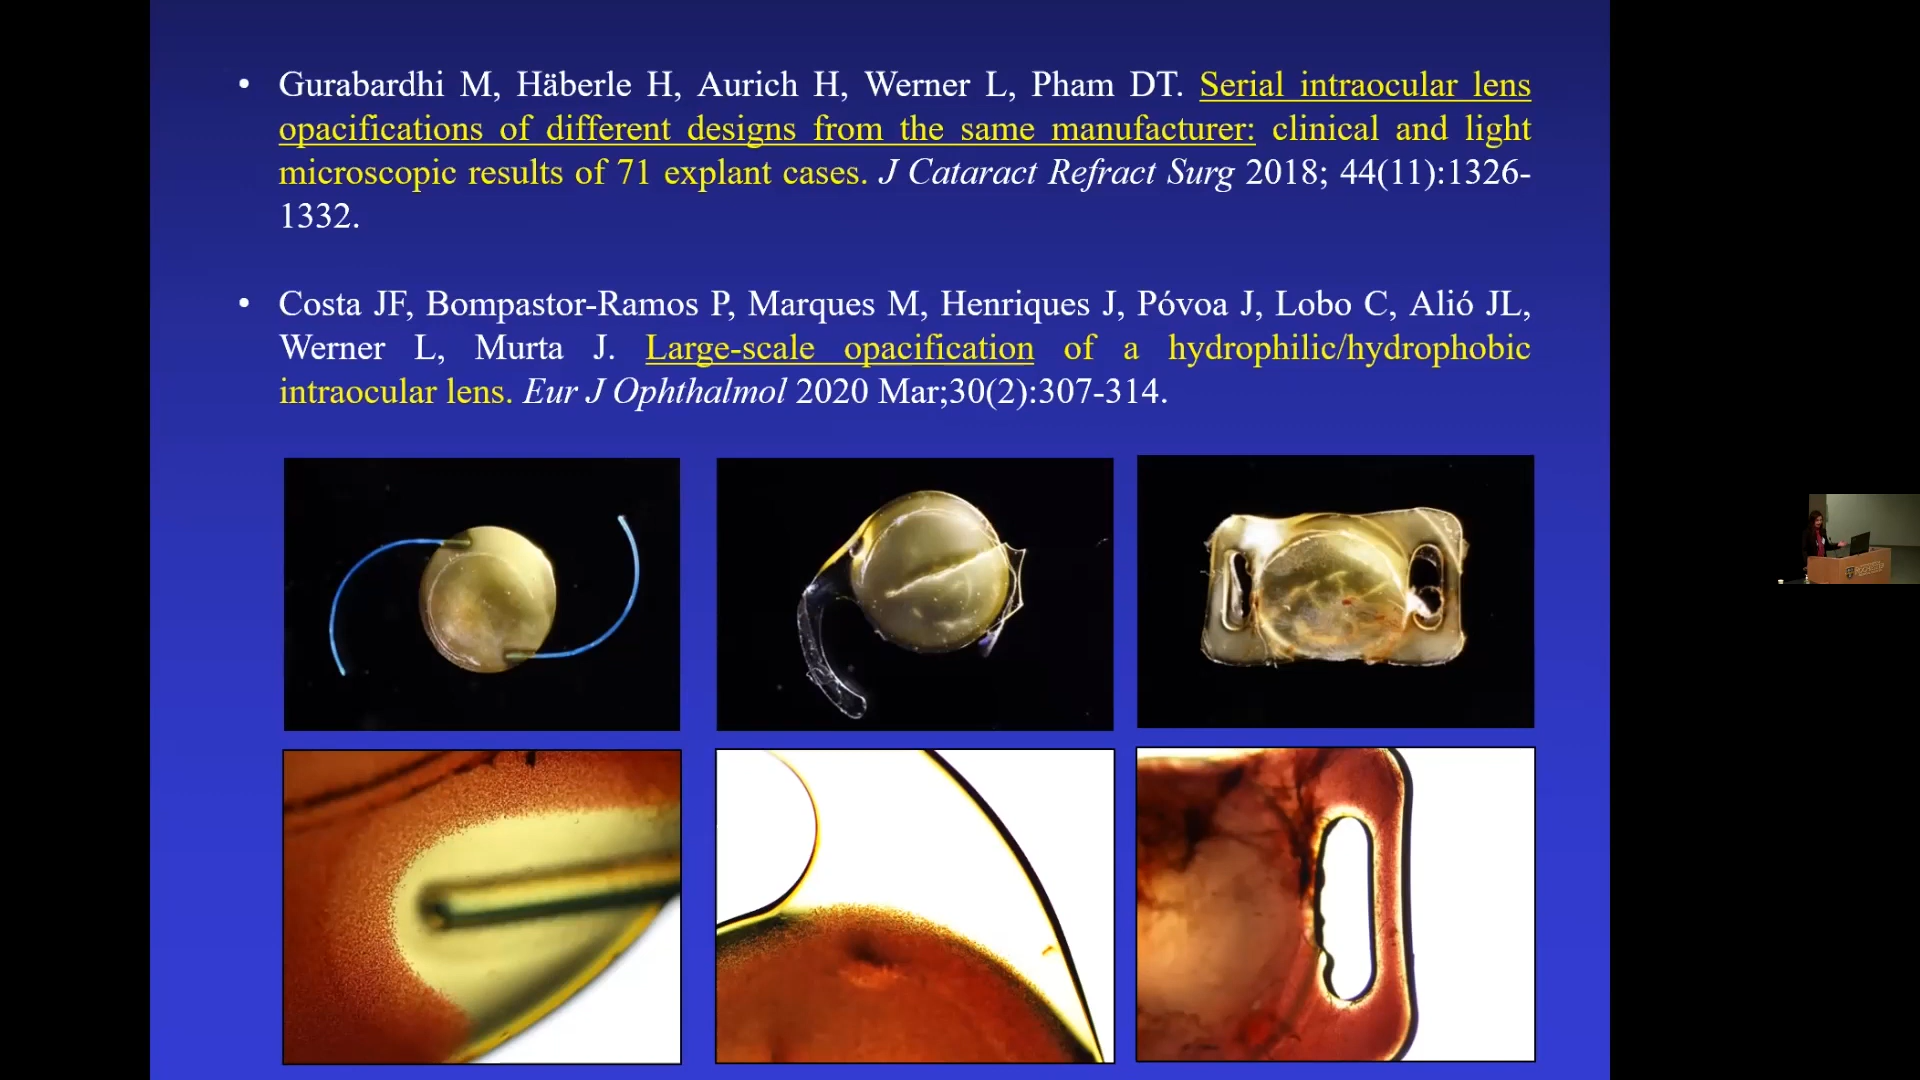 • Gurabardhi M, Häberle H, Aurich H, Werner L, Pham DT. Serial intraocular lens
opacifications of different designs from the same manufacturer: clinical and light
microscopic results of 71 explant cases. J Cataract Refract Surg 2018; 44(11):1326-
1332.
• Costa JF, Bompastor-Ramos P, Marques M, Henriques J, Póvoa J, Lobo C, Alió JL,
Werner L, Murta J. Large-scale opacification of a hydrophilic/hydrophobic
intraocular lens. Eur J Ophthalmol 2020 Mar;30(2):307-314.